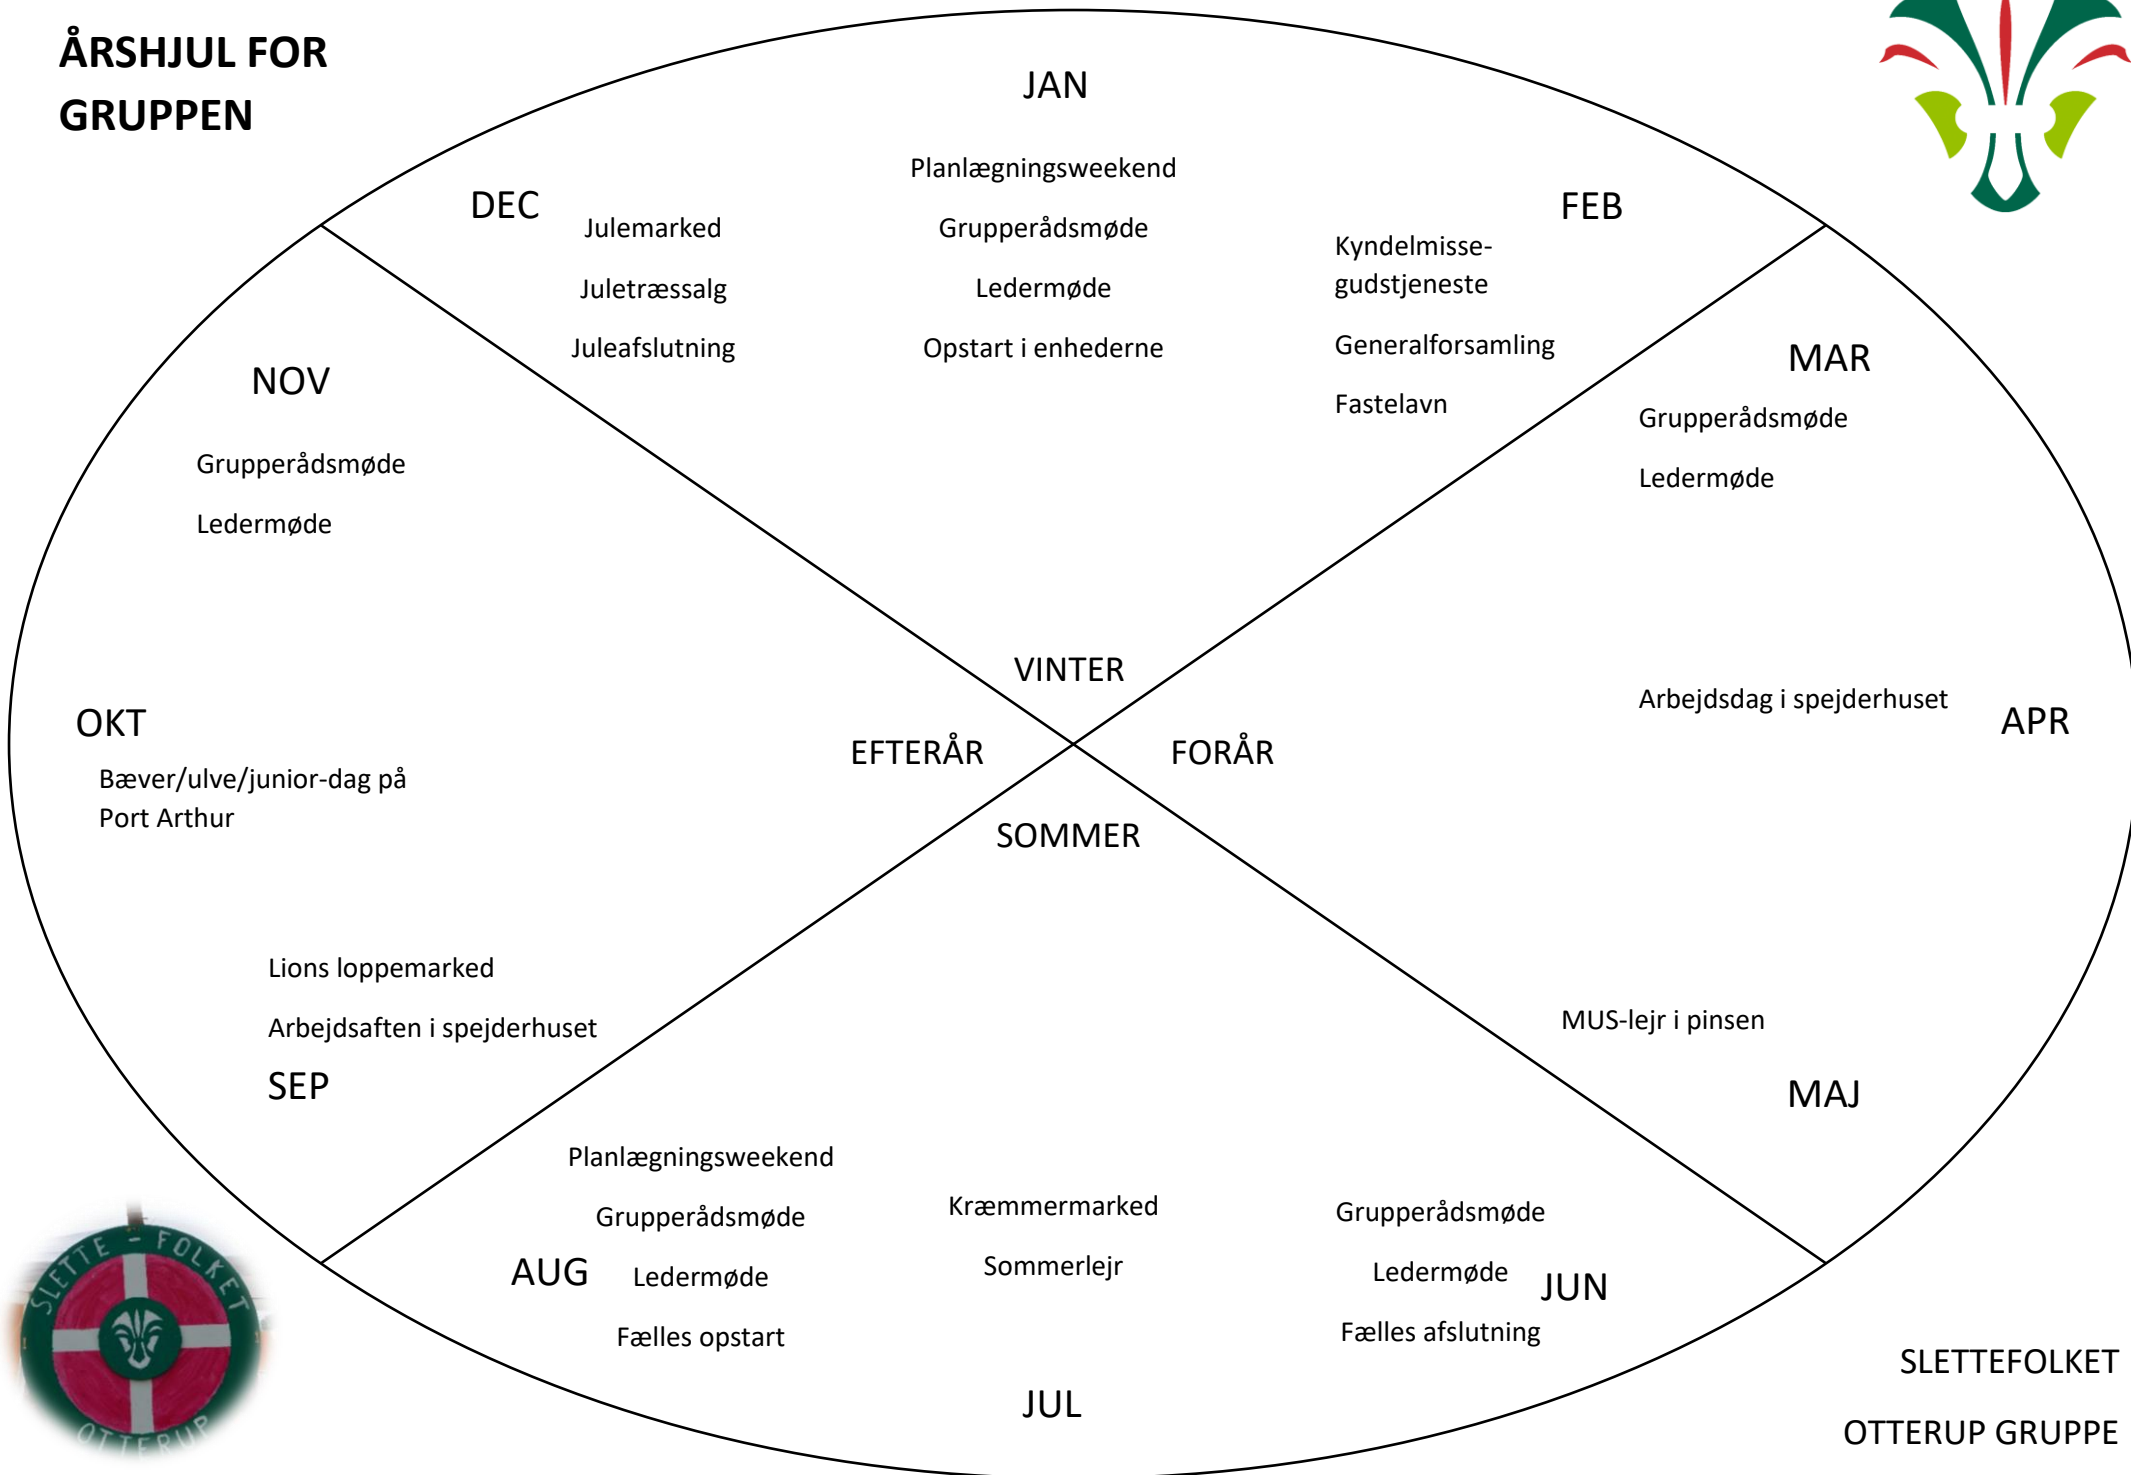 ÅRSHJUL FOR
GRUPPEN
JAN
Planlægningsweekend
Grupperådsmøde
Ledermøde
Opstart i enhederne
FEB
Kyndelmisse-
gudstjeneste
Generalforsamling
Fastelavn
MAR
Grupperådsmøde
Ledermøde
Arbejdsdag i spejderhuset
APR
MUS-lejr i pinsen
MAJ
Grupperådsmøde
Ledermøde
JUN
Fælles afslutning
Kræmmermarked
Sommerlejr
JUL
Planlægningsweekend
Grupperådsmøde
AUG
Ledermøde
Fælles opstart
Lions loppemarked
Arbejdsaften i spejderhuset
SEP
OKT
Bæver/ulve/junior-dag på
Port Arthur
NOV
Grupperådsmøde
Ledermøde
DEC
Julemarked
Juletræssalg
Juleafslutning
VINTER
EFTERÅR
FORÅR
SOMMER
SLETTE - FOLKET
OTTERUP
SLETTEFOLKET
OTTERUP GRUPPE